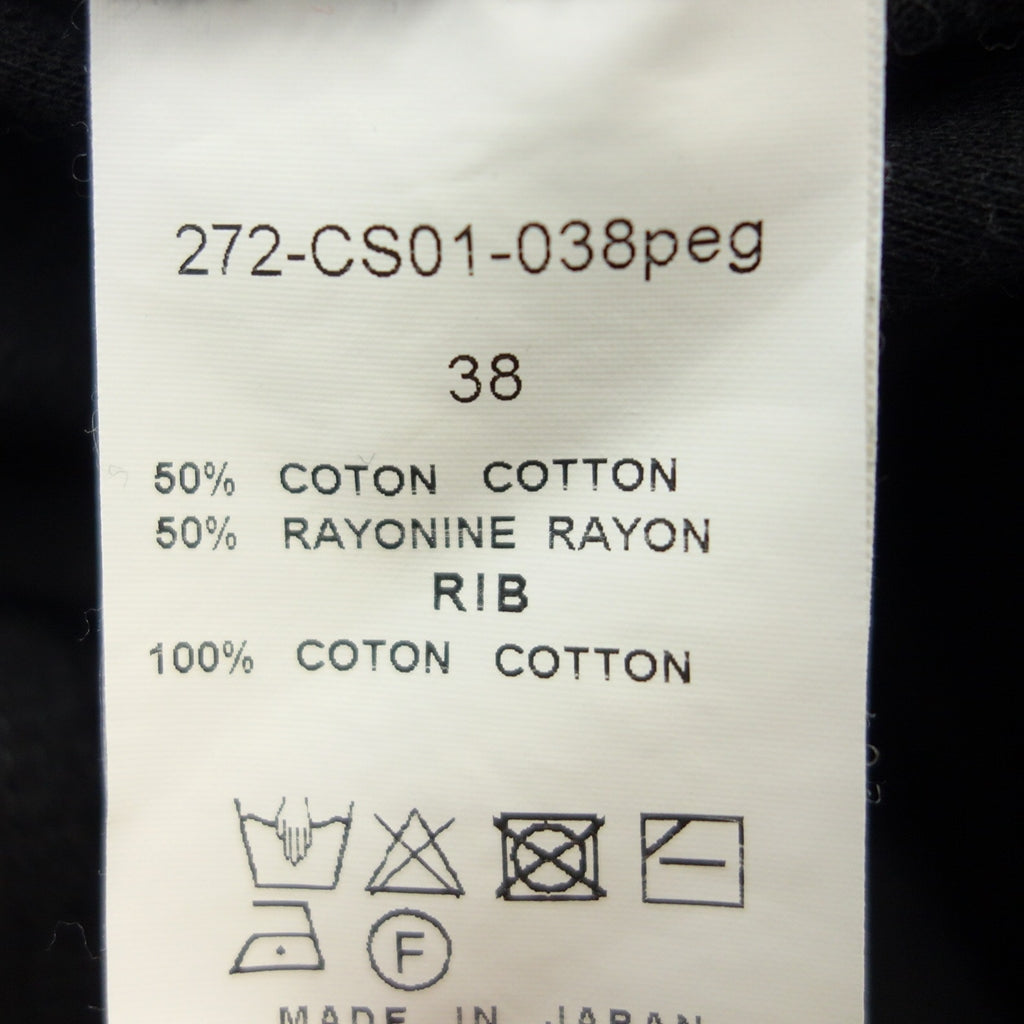 272-CS01-038peg
38
50% COTON COTTON
50% RAYONINE RAYON
RIB
100% COTON COTTON
F
MADE IN JAPAN